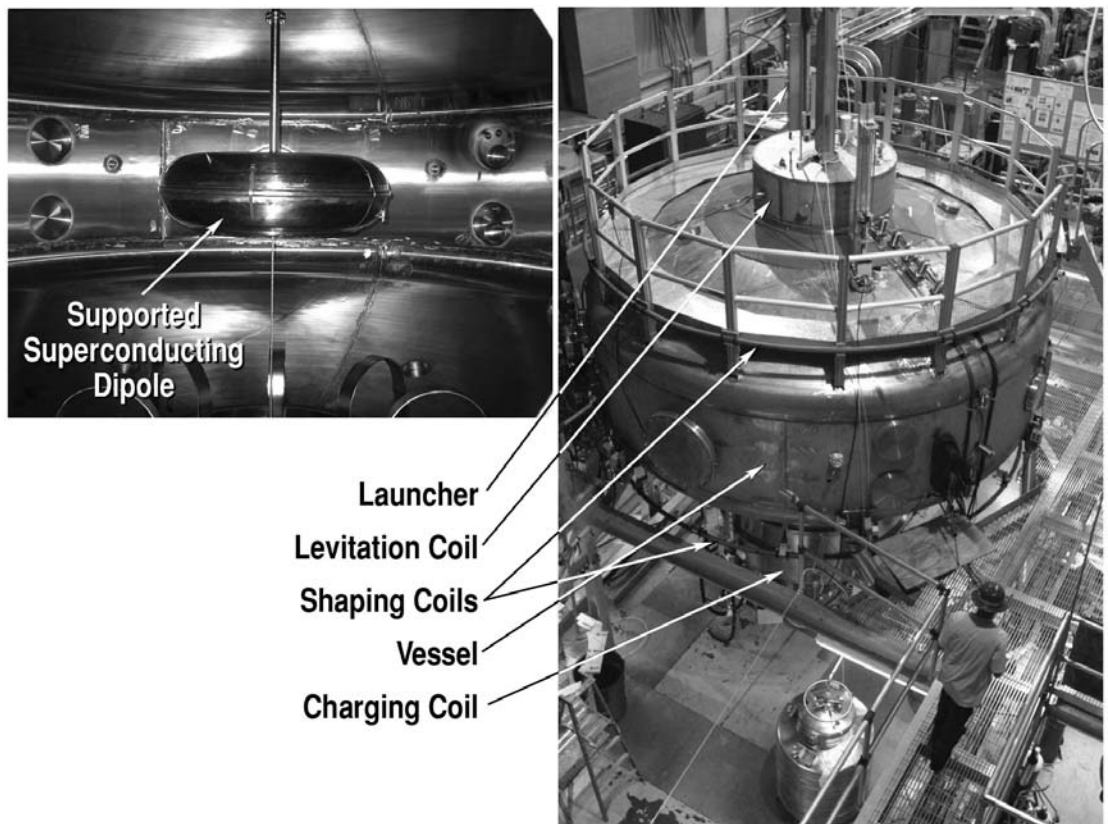 Supported
Superconducting
Dipole
Launcher
Levitation Coil
Shaping Coils
Vessel
Charging Coil